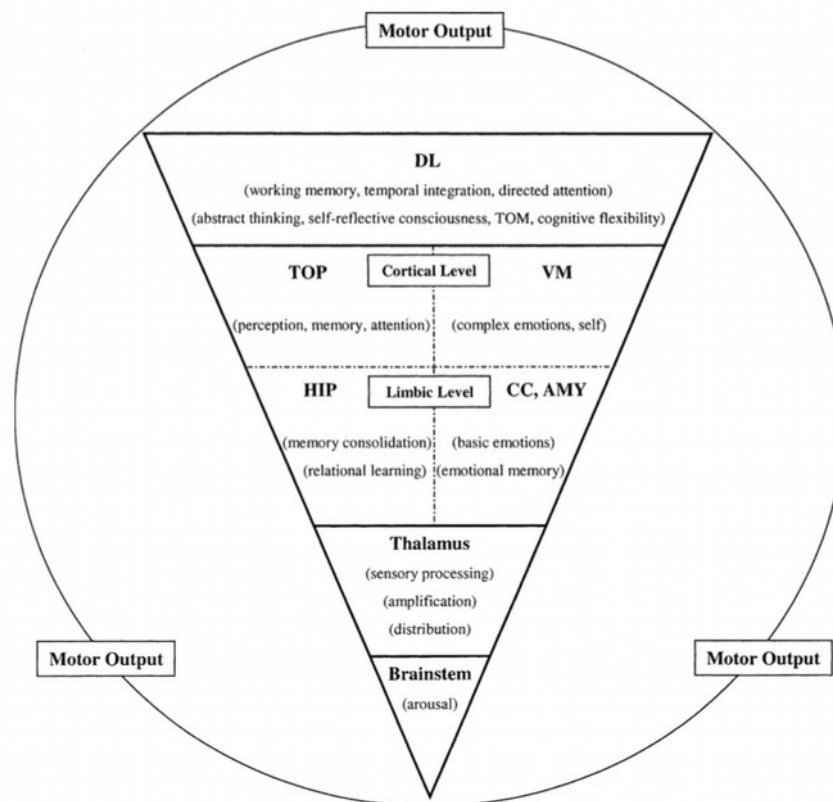 Motor Output
DL
(working memory, temporal integration, directed attention)
(abstract thinking, self-reflective consciousness, TOM, cognitive flexibility)
TOP
Cortical Level
VM
(perception, memory, attention)
(complex emotions, self)
HIP
Limbic Level
CC, AMY
(memory consolidation)
(basic emotions)
(relational learning)
(emotional memory)
Thalamus
(sensory processing)
(amplification)
(distribution)
Motor Output
Motor Output
Brainstem
(arousal)